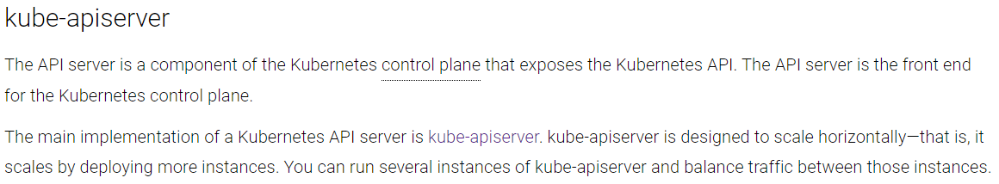 kube-apiserver
The API server is a component of the Kubernetes control plane that exposes the Kubernetes API. The API server is the front end
for the Kubernetes control plane.
The main implementation of a Kubernetes API server is kube-apiserver. kube-apiserver is designed to scale horizontally—that is, it
scales by deploying more instances. You can run several instances of kube-apiserver and balance traffic between those instances.